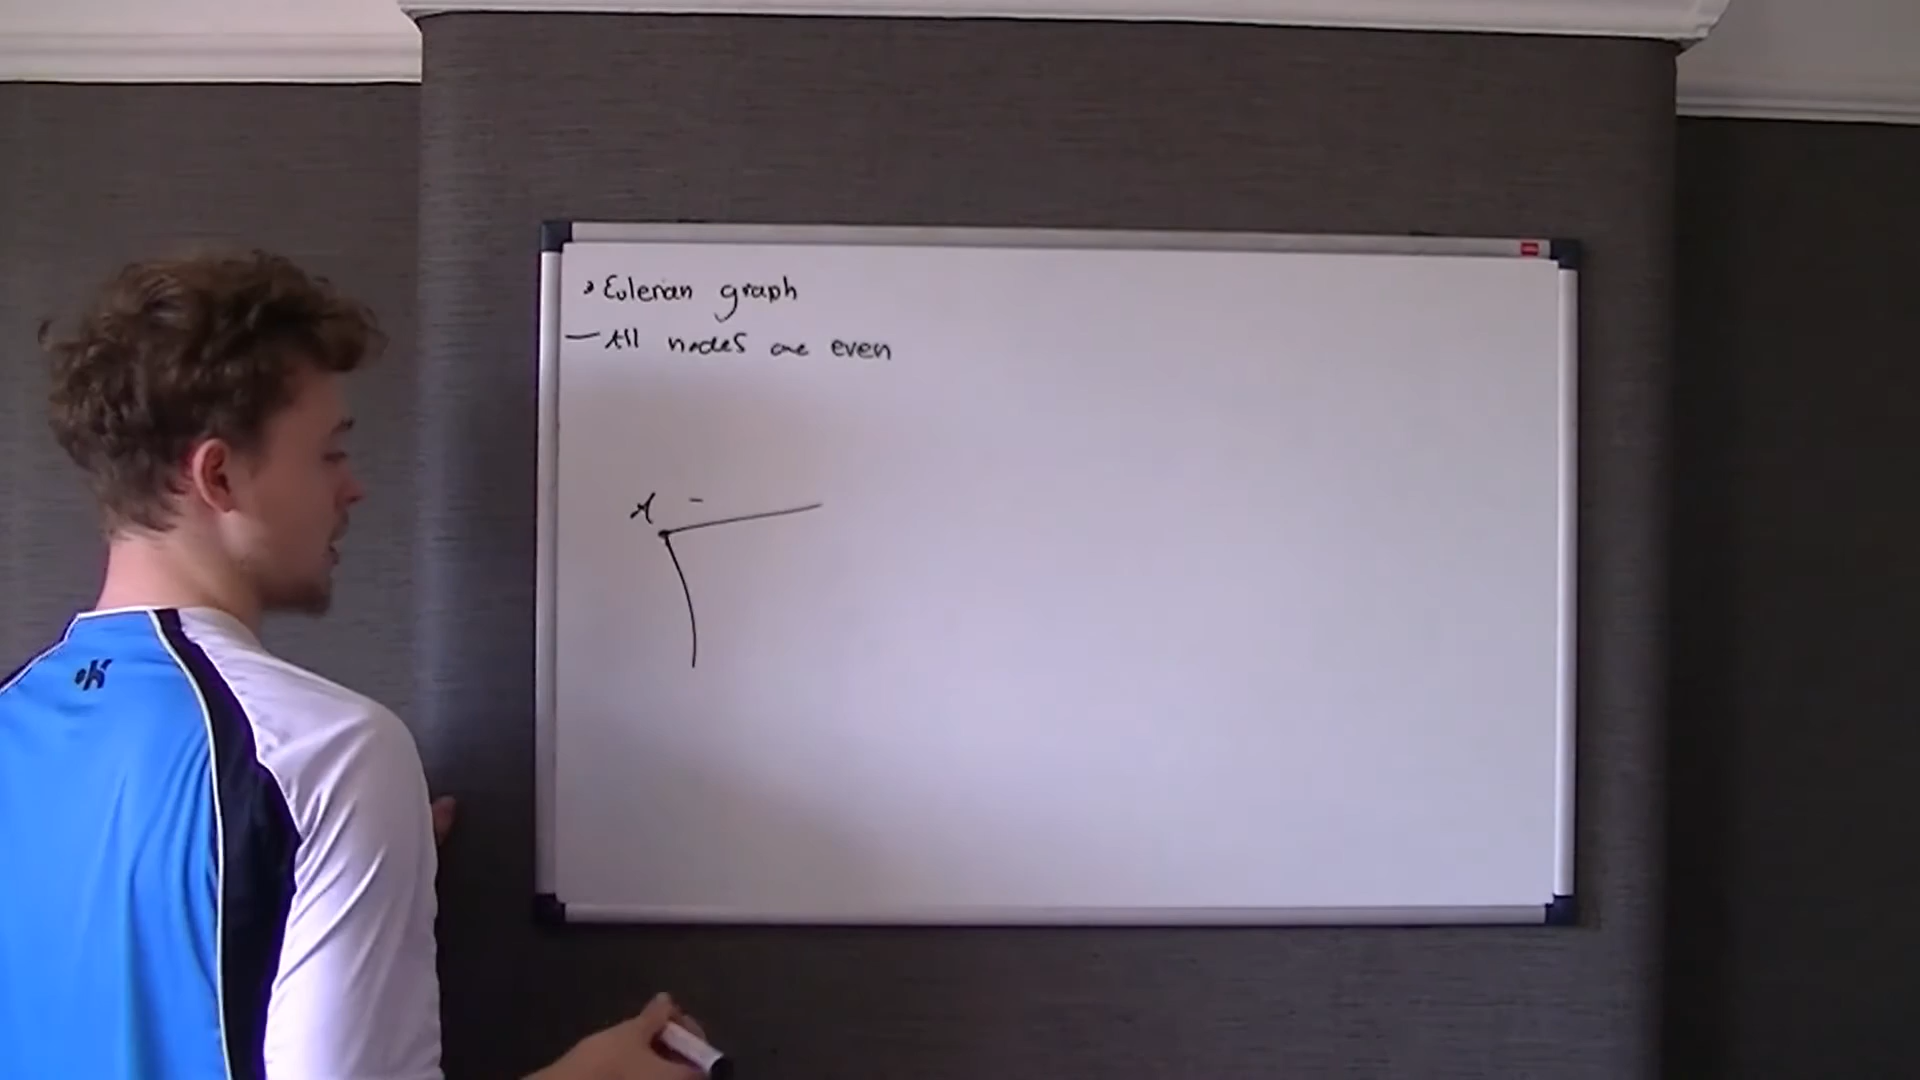 Eulerian graph
— All nodes are even
A